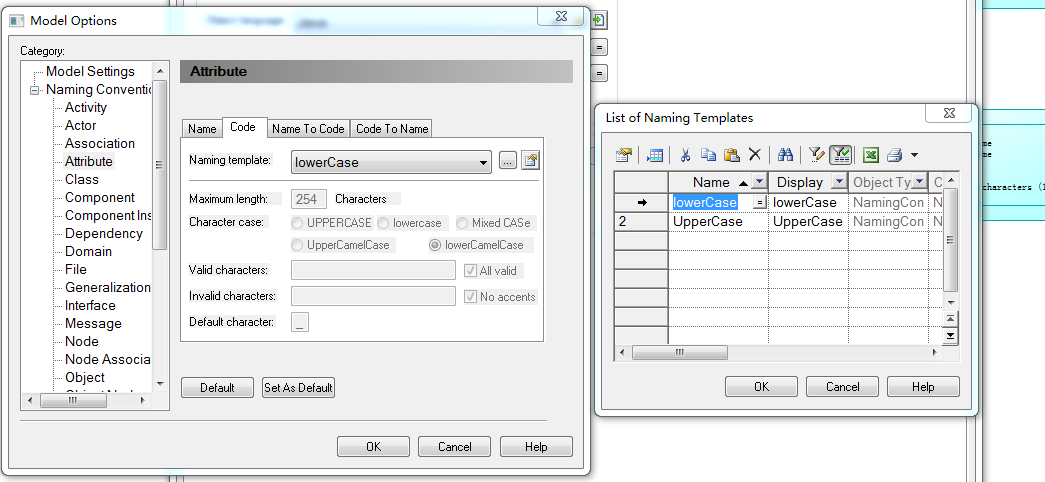 Model Options
Category:
Model Settings
Naming Conventio
Activity
Actor
Association
Attribute
Class
Component
Component Ins
Dependency
Domain
File
Generalization
Interface
Message
Node
Node Associa
Object
Attribute
Name
Code
Name To Code
Code To Name
Naming template:
lowerCase
...
Maximum length:
254
Characters
Character case:
UPPERCASE
lowercase
Mixed CASe
UpperCamelCase
lowerCamelCase
Valid characters:
All valid
Invalid characters:
No accents
Default character:
_
Default
Set As Default
OK
Cancel
Help
=
=
List of Naming Templates
Name
Display
Object Ty
C
lowerCase
=
lowerCase
NamingCon
N
2
UpperCase
UpperCase
NamingCon
N
OK
Cancel
Help
me
me
characters (1